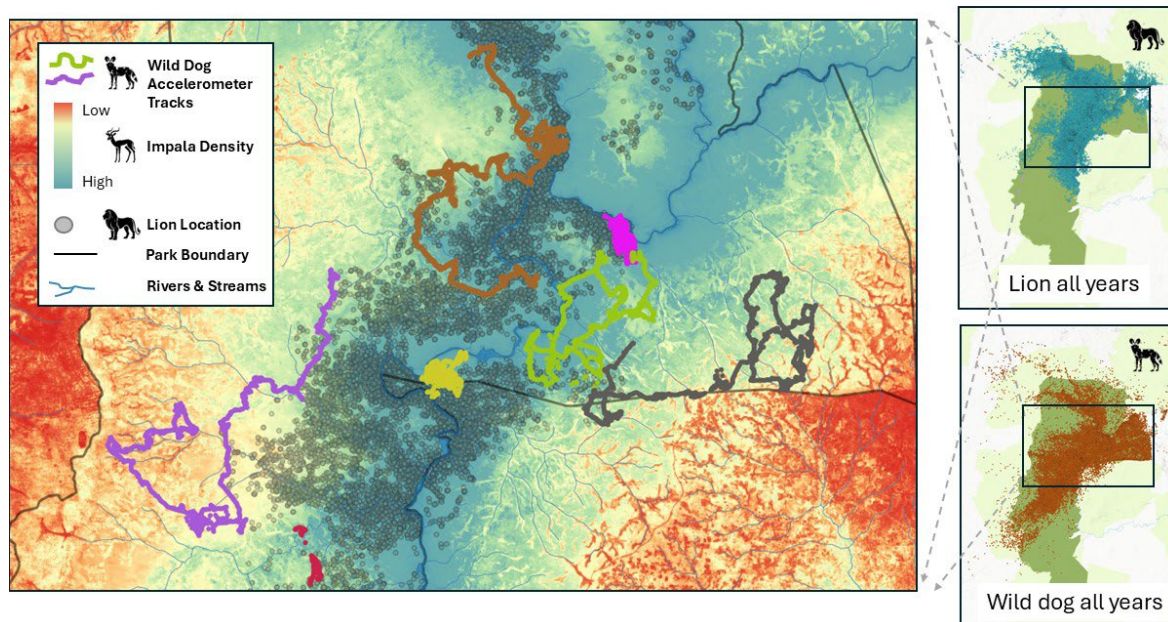 Wild Dog
Accelerometer
Tracks
Low
Impala Density
High
Lion Location
Park Boundary
Rivers & Streams
Lion all years
Wild dog all years